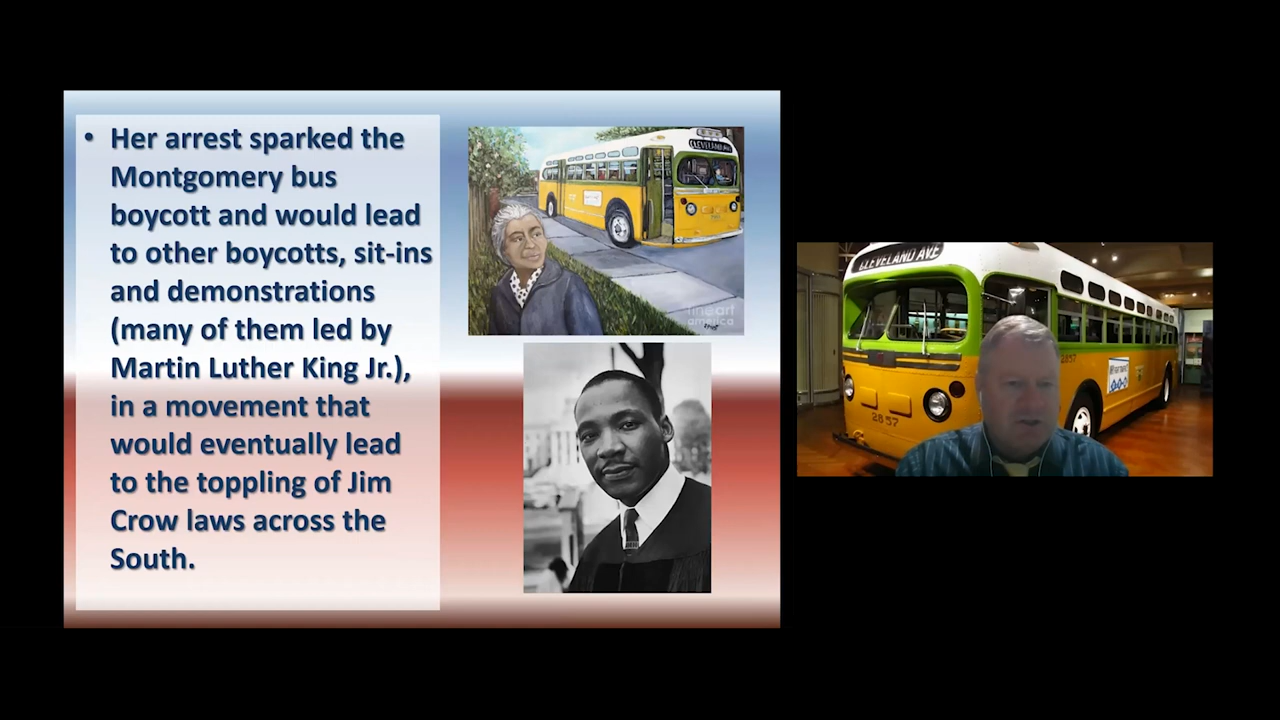 • Her arrest sparked the
Montgomery bus
boycott and would lead
to other boycotts, sit-ins
and demonstrations
(many of them led by
Martin Luther King Jr.),
in a movement that
would eventually lead
to the toppling of Jim
Crow laws across the
South.
CLEVELAND AVE
fineart
america
CLEVELAND AVE
2857
2857